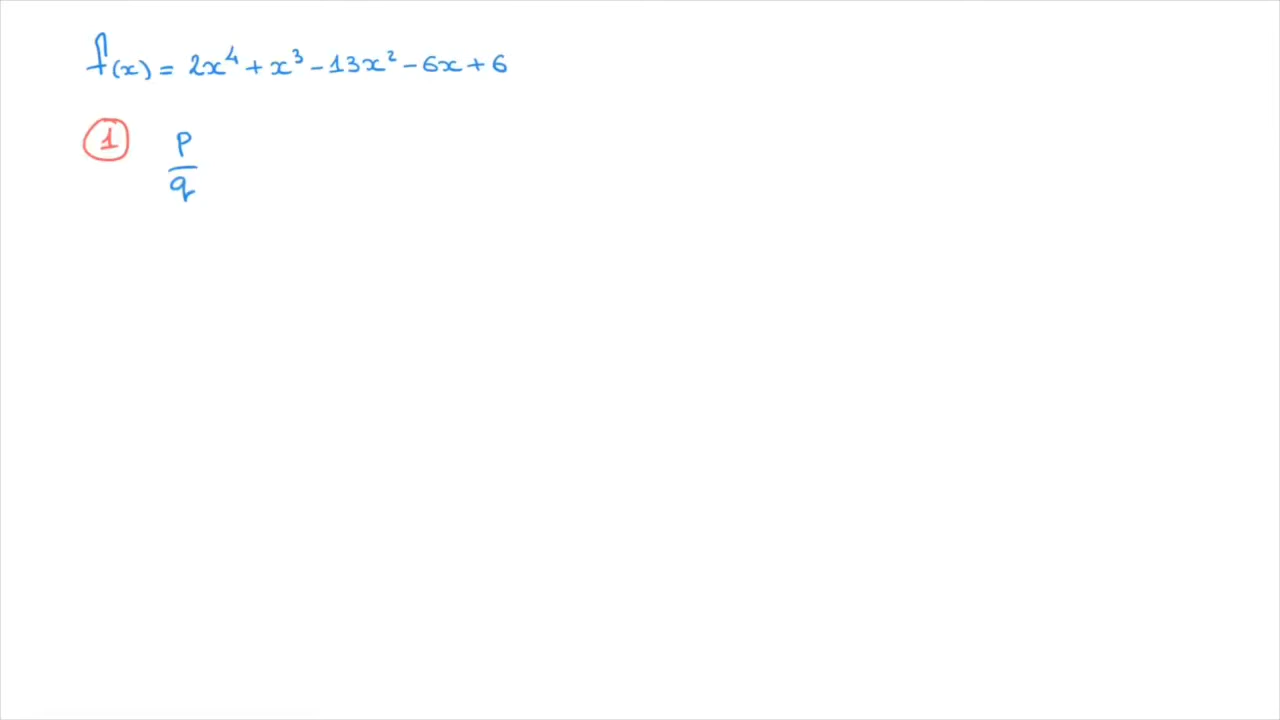 f(x) = 2x⁴ + x³ - 13x² - 6x + 6
1 p
q